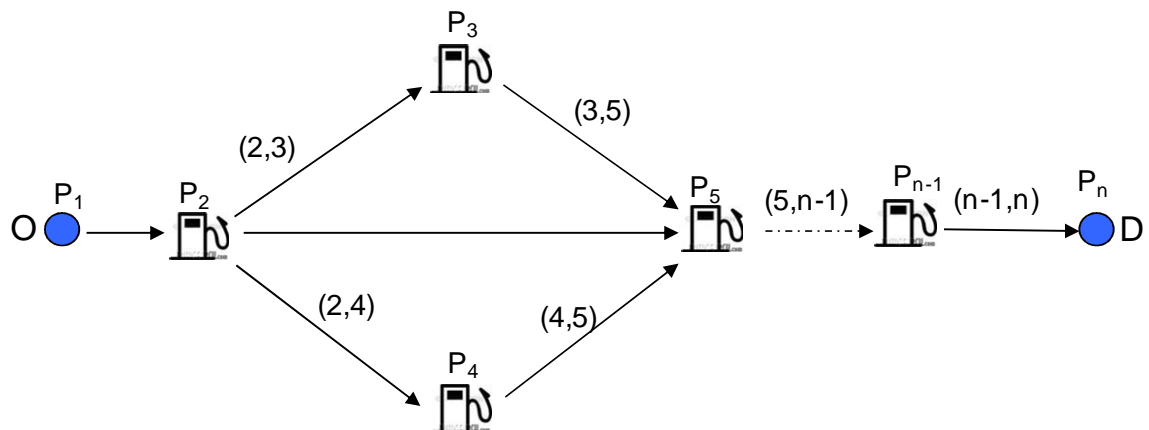 P3
(3,5)
(2,3)
P1
P2
P5
(5,n-1)
Pn-1
(n-1,n)
Pn
O
D
(2,4)
(4,5)
P4